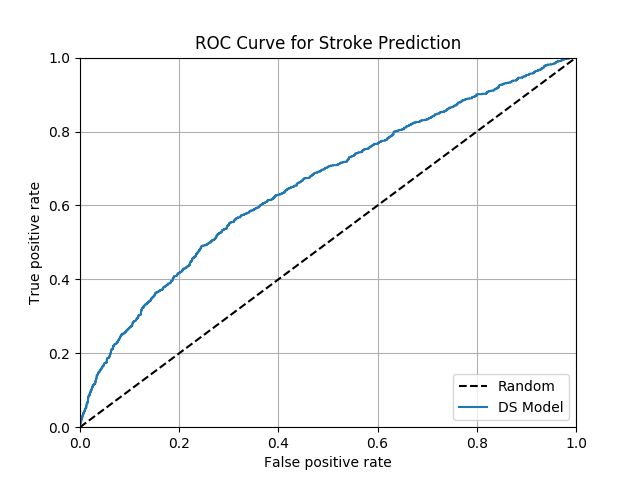 ROC Curve for Stroke Prediction
1.0
0.8
0.6
0.4
0.2
0.0
True positive rate
0.0 0.2 0.4 0.6 0.8 1.0
False positive rate
Random
DS Model